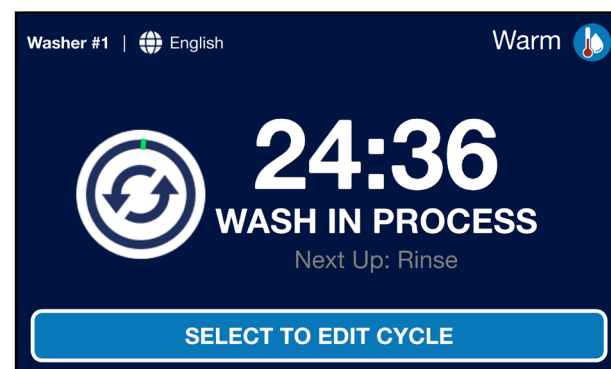 Washer #1 | English
Warm
24:36
WASH IN PROCESS
Next Up: Rinse
SELECT TO EDIT CYCLE